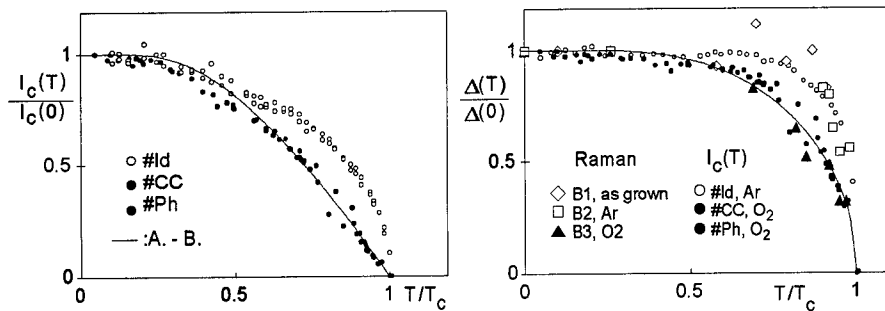 1
I_c(T)
I_c(0)
0.5
0
○ #Id
● #CC
● #Ph
— :A. - B.
0.5
1
T/T_c
1
Δ(T)
Δ(0)
0.5
0
Raman
◇ B1, as grown
□ B2, Ar
▲ B3, O2
I_c(T)
○ #Id, Ar
● #CC, O₂
● #Ph, O₂
0.5
1
T/T_c